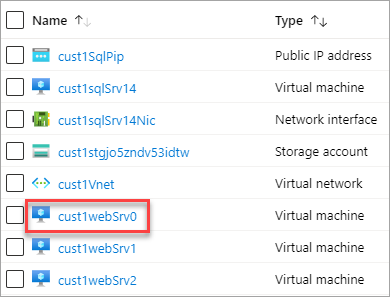 Name ↑↓ Type ↑↓
cust1SqlPip Public IP address
cust1sqlSrv14 Virtual machine
cust1sqlSrv14Nic Network interface
cust1stgjo5zndv53idtw Storage account
cust1Vnet Virtual network
cust1webSrv0 Virtual machine
cust1webSrv1 Virtual machine
cust1webSrv2 Virtual machine